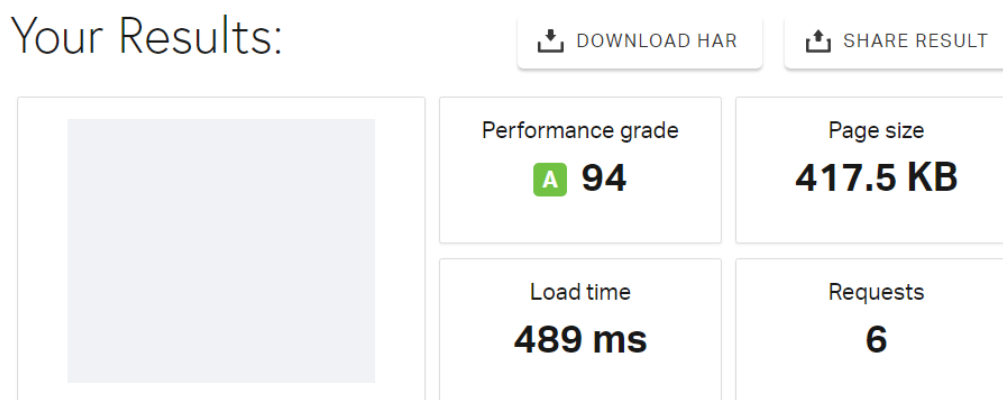 Your Results:
DOWNLOAD HAR
SHARE RESULT
Performance grade
A 94
Page size
417.5 KB
Load time
489 ms
Requests
6